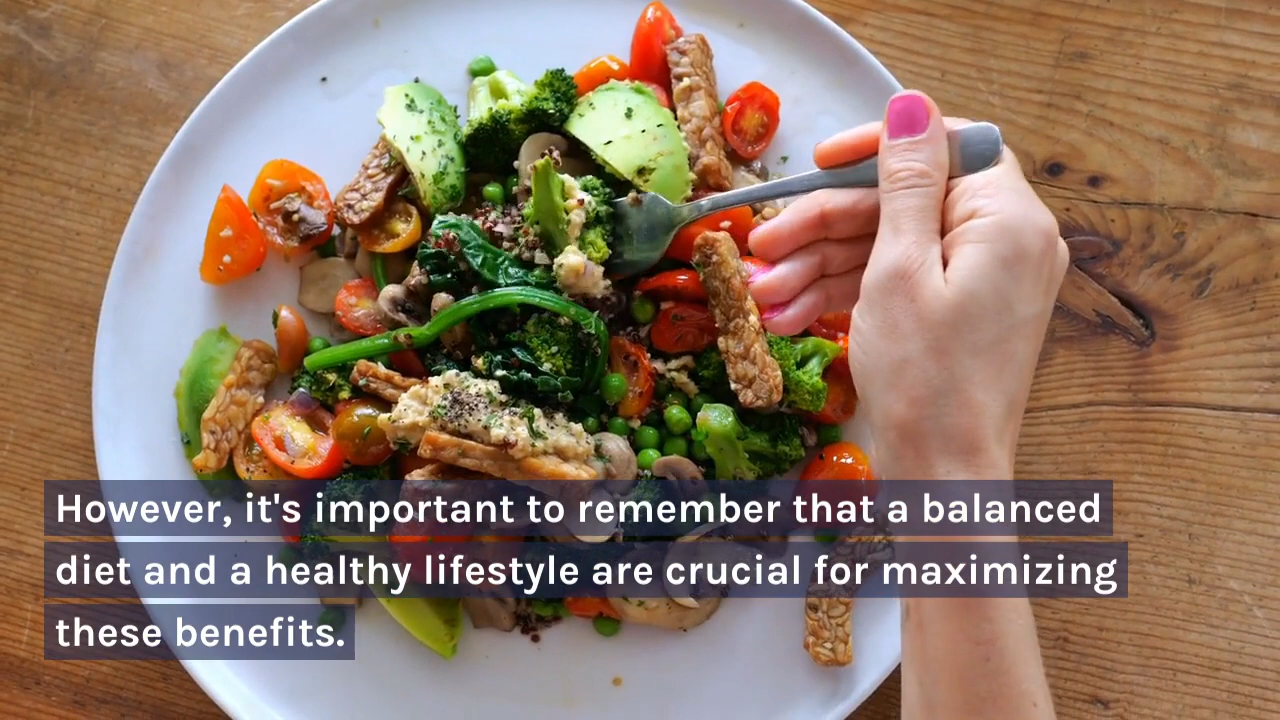 However, it's important to remember that a balanced
diet and a healthy lifestyle are crucial for maximizing
these benefits.